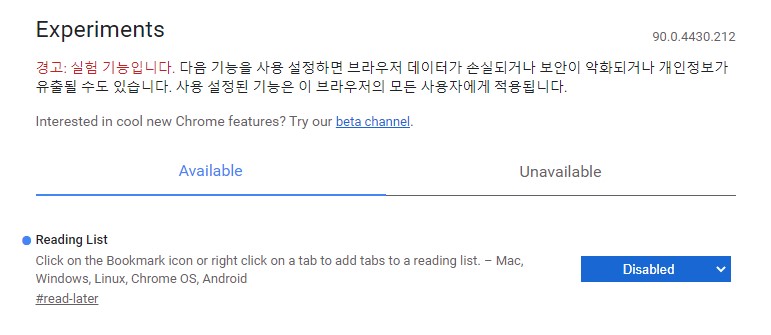 Experiments
90.0.4430.212
경고: 실험 기능입니다. 다음 기능을 사용 설정하면 브라우저 데이터가 손실되거나 보안이 악화되거나 개인정보가
유출될 수도 있습니다. 사용 설정된 기능은 이 브라우저의 모든 사용자에게 적용됩니다.
Interested in cool new Chrome features? Try our beta channel.
Available
Unavailable
Reading List
Click on the Bookmark icon or right click on a tab to add tabs to a reading list. – Mac,
Windows, Linux, Chrome OS, Android
#read-later
Disabled